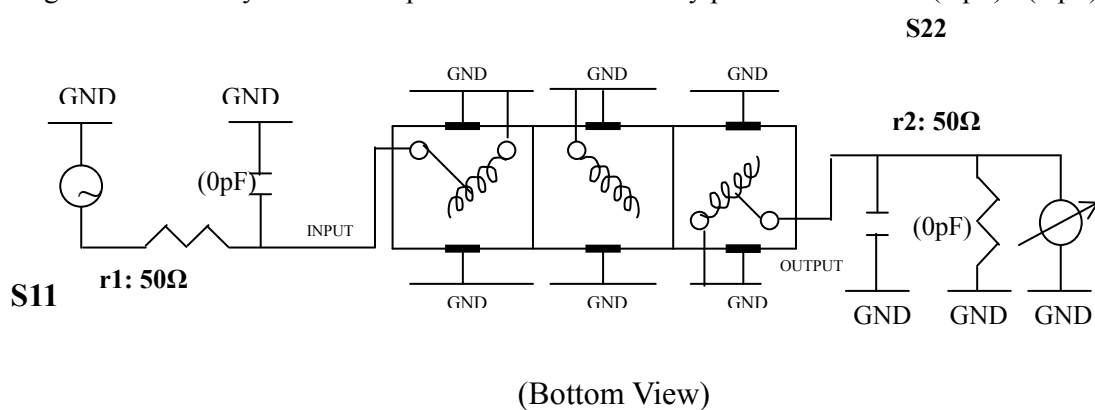 S22
GND GND GND
GND GND
r2: 50Ω
(0pF)
(0pF)
INPUT
OUTPUT
r1: 50Ω
S11
GND GND GND
GND GND GND
(Bottom View)